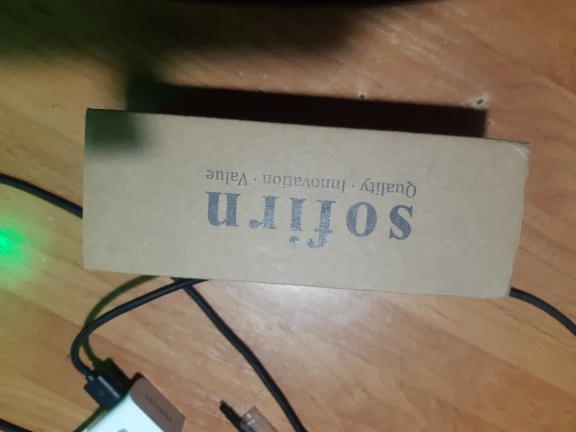 sofirn
Quality · Innovation · Value